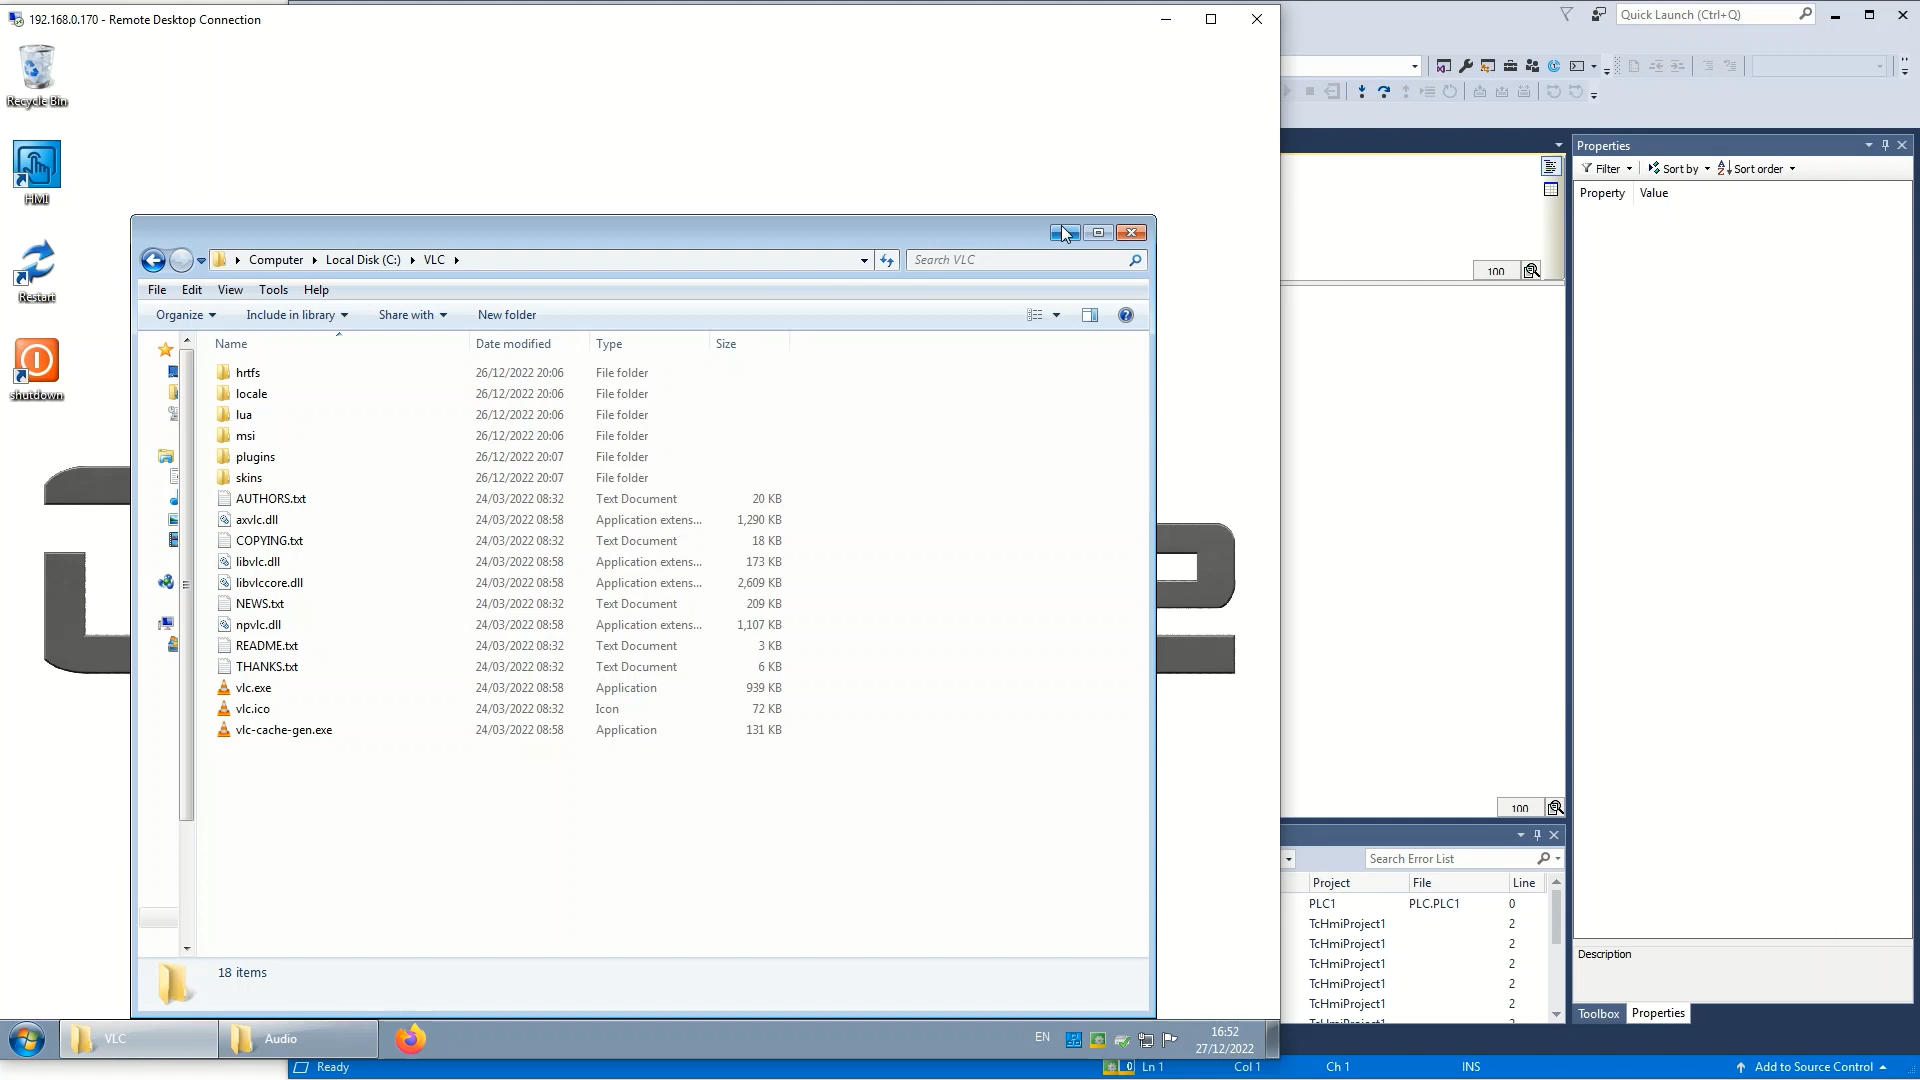 192.168.0.170 - Remote Desktop Connection
Quick Launch (Ctrl+Q)
Recycle Bin
HMI
Restart
shutdown
Computer
Local Disk (C:)
VLC
Search VLC
File
Edit
View
Tools
Help
Organize
Include in library
Share with
New folder
Name
Date modified
Type
Size
hrtfs 26/12/2022 20:06 File folder
locale 26/12/2022 20:06 File folder
lua 26/12/2022 20:06 File folder
msi 26/12/2022 20:06 File folder
plugins 26/12/2022 20:07 File folder
skins 26/12/2022 20:07 File folder
AUTHORS.txt 24/03/2022 08:32 Text Document 20 KB
axvlc.dll 24/03/2022 08:58 Application extens... 1,290 KB
COPYING.txt 24/03/2022 08:32 Text Document 18 KB
libvlc.dll 24/03/2022 08:58 Application extens... 173 KB
libvlccore.dll 24/03/2022 08:58 Application extens... 2,609 KB
NEWS.txt 24/03/2022 08:32 Text Document 209 KB
npvlc.dll 24/03/2022 08:58 Application extens... 1,107 KB
README.txt 24/03/2022 08:32 Text Document 3 KB
THANKS.txt 24/03/2022 08:32 Text Document 6 KB
vlc.exe 24/03/2022 08:58 Application 939 KB
vlc.ico 24/03/2022 08:32 Icon 72 KB
vlc-cache-gen.exe 24/03/2022 08:58 Application 131 KB
18 items
VLC
Audio
EN
16:52
27/12/2022
100
100
Properties
Filter
Sort by
Sort order
Property
Value
Description
Toolbox
Properties
Search Error List
Project File Line
PLC1 PLC.PLC1 0
TcHmiProject1 2
TcHmiProject1 2
TcHmiProject1 2
TcHmiProject1 2
TcHmiProject1 2
Ready
0
Ln 1
Col 1
Ch 1
INS
Add to Source Control